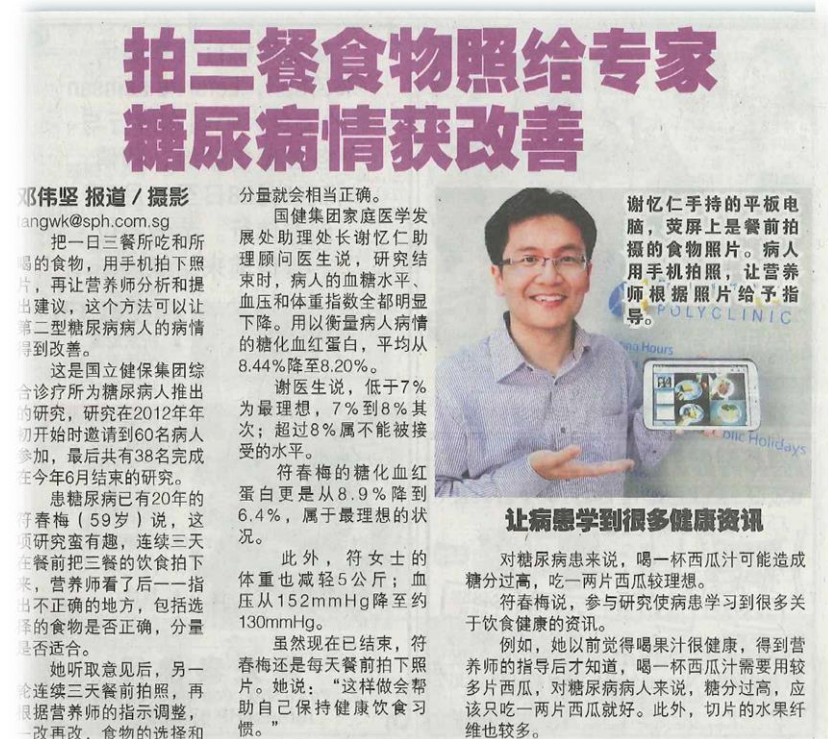 拍三餐食物照给专家
糖尿病情获改善
邓伟坚 报道 / 摄影
tangwk@sph.com.sg
把一日三餐所吃和所
喝的食物，用手机拍下照
片，再让营养师分析和提
出建议，这个方法可以让
第二型糖尿病病人的病情
得到改善。
这是国立健保集团综
合诊疗所为糖尿病人推出
的研究，研究在2012年年
初开始时邀请到60名病人
参加，最后共有38名完成
在今年6月结束的研究。
患糖尿病已有20年的
符春梅（59岁）说，这
项研究蛮有趣，连续三天
在餐前把三餐的饮食拍下
来，营养师看了后一一指
出不正确的地方，包括选
择的食物是否正确，分量
是否适合。
她听取意见后，另一
轮连续三天餐前拍照，再
根据营养师的指示调整，
一改再改，食物的选择和
分量就会相当正确。
国健集团家庭医学发
展处助理处长谢忆仁助
理顾问医生说，研究结
束时，病人的血糖水平、
血压和体重指数全都明显
下降。用以衡量病人病情
的糖化血红蛋白，平均从
8.44%降至8.20%。
谢医生说，低于7%
为最理想，7%到8%其
次；超过8%属不能被接
受的水平。
符春梅的糖化血红
蛋白更是从8.9%降到
6.4%，属于最理想的状
况。
此外，符女士的
体重也减轻5公斤；血
压从152mmHg降至约
130mmHg。
虽然现在已结束，符
春梅还是每天餐前拍下照
片。她说：“这样做会帮
助自己保持健康饮食习
惯。”
谢忆仁手持的平板电
脑，荧屏上是餐前拍
摄的食物照片。病人
用手机拍照，让营养
师根据照片给予指
导。
POLYCLINIC
Hours
Public Holidays
让病患学到很多健康资讯
对糖尿病患来说，喝一杯西瓜汁可能造成
糖分过高，吃一两片西瓜较理想。
符春梅说，参与研究使病患学习到很多关
于饮食健康的资讯。
例如，她以前觉得喝果汁很健康，得到营
养师的指导后才知道，喝一杯西瓜汁需要用较
多片西瓜，对糖尿病病人来说，糖分过高，应
该只吃一两片西瓜就好。此外，切片的水果纤
维也较多。